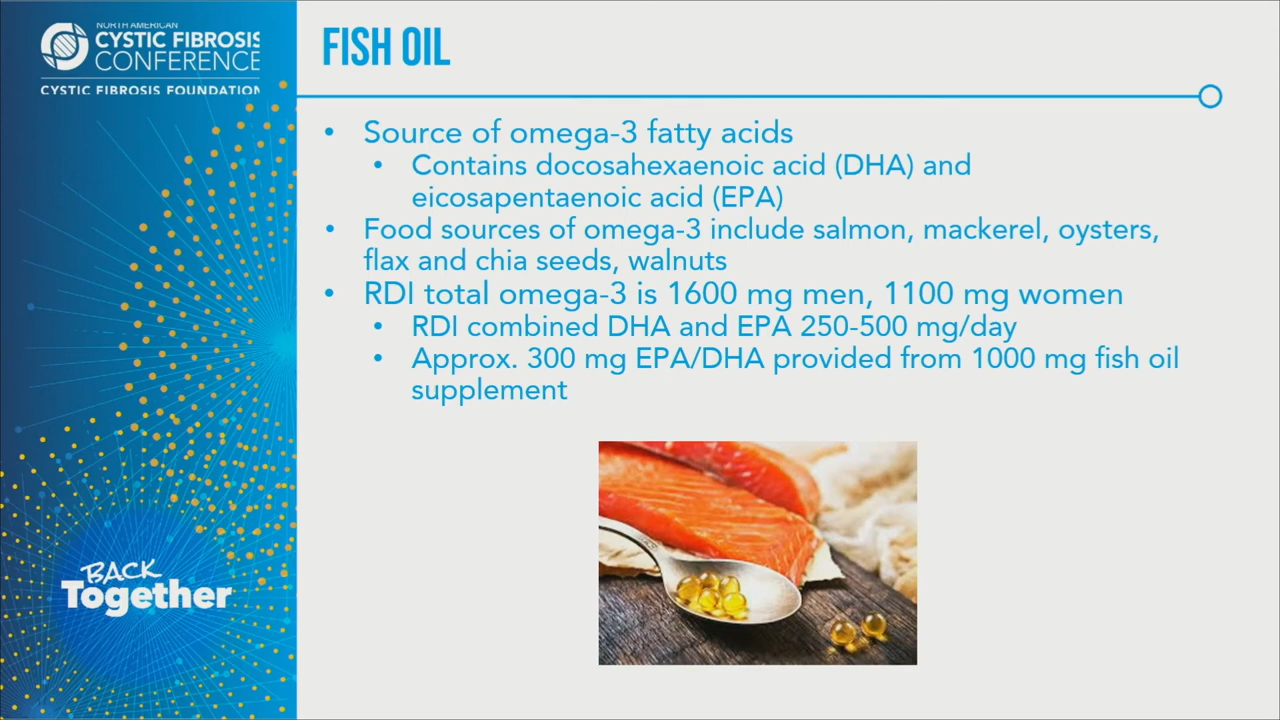 NORTH AMERICAN
CYSTIC FIBROSIS
CONFERENCE
CYSTIC FIBROSIS FOUNDATION
FISH OIL
• Source of omega-3 fatty acids
• Contains docosahexaenoic acid (DHA) and
eicosapentaenoic acid (EPA)
• Food sources of omega-3 include salmon, mackerel, oysters,
flax and chia seeds, walnuts
• RDI total omega-3 is 1600 mg men, 1100 mg women
• RDI combined DHA and EPA 250-500 mg/day
• Approx. 300 mg EPA/DHA provided from 1000 mg fish oil
supplement
BACK
Together